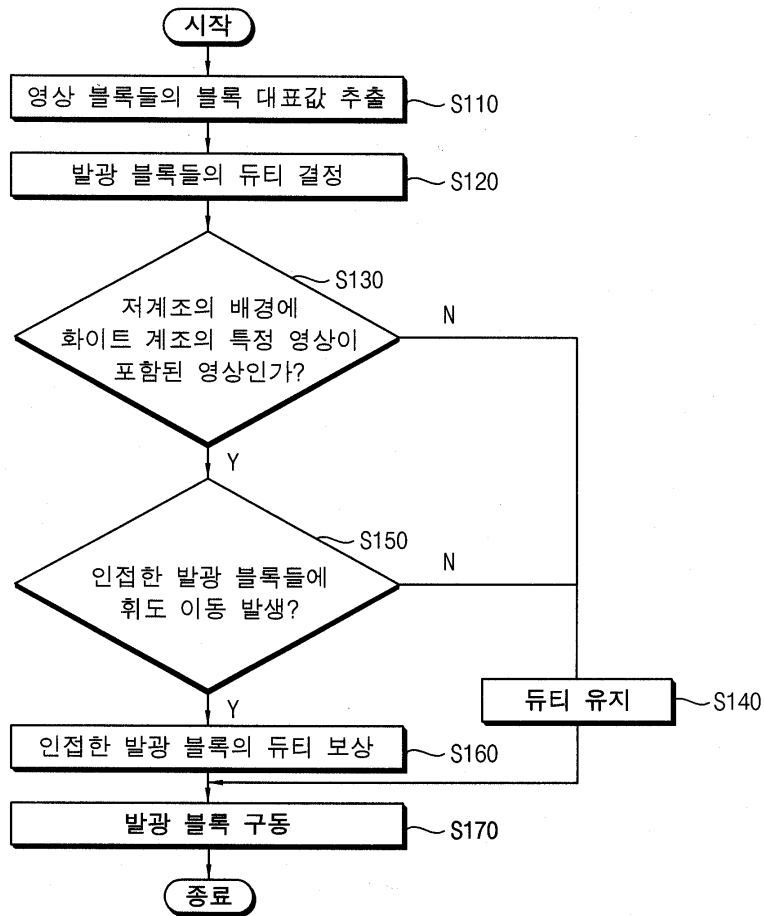 시작
영상 블록들의 블록 대표값 추출
S110
발광 블록들의 듀티 결정
S120
S130
저계조의 배경에
화이트 계조의 특정 영상이
포함된 영상인가?
N
Y
S150
인접한 발광 블록들에
휘도 이동 발생?
N
Y
듀티 유지
S140
인접한 발광 블록의 듀티 보상
S160
발광 블록 구동
S170
종료